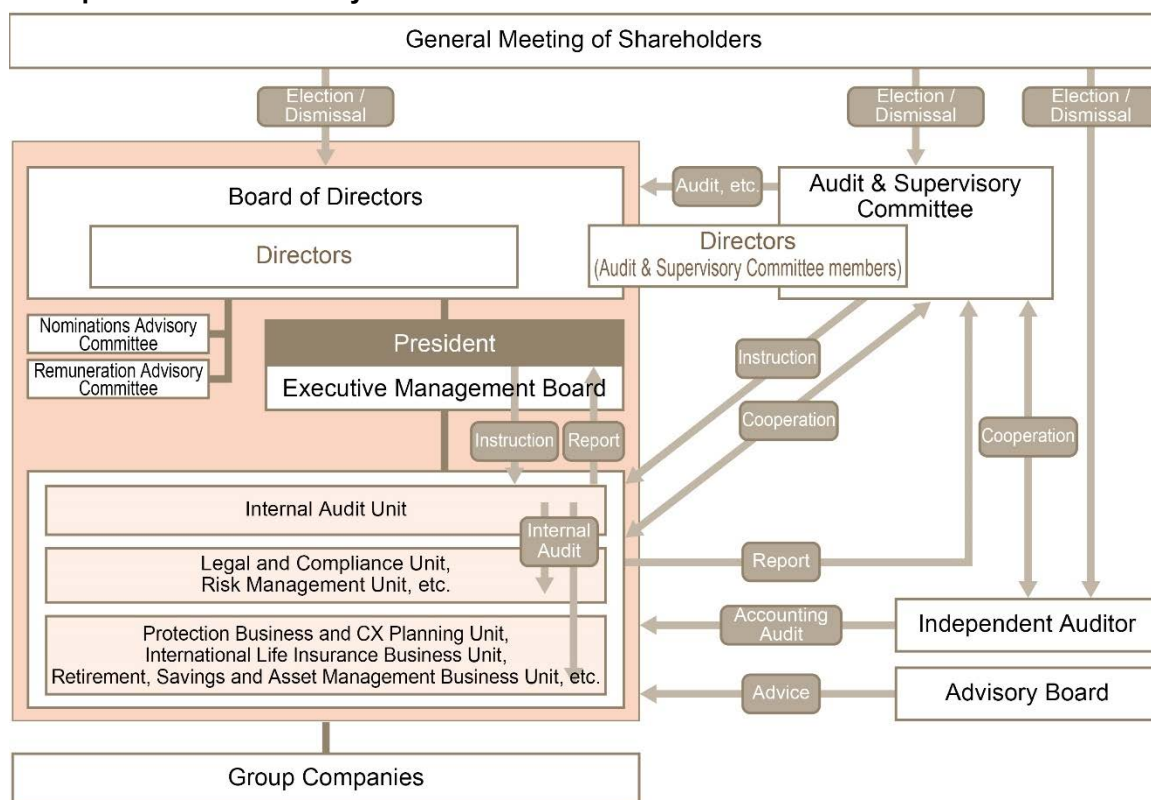 General Meeting of Shareholders
Election /
Dismissal
Election /
Dismissal
Election /
Dismissal
Board of Directors
Directors
Audit, etc.
Audit & Supervisory
Committee
Directors
(Audit & Supervisory Committee members)
Nominations Advisory
Committee
Remuneration Advisory
Committee
President
Executive Management Board
Instruction
Report
Instruction
Cooperation
Cooperation
Internal Audit Unit
Internal
Audit
Legal and Compliance Unit,
Risk Management Unit, etc.
Report
Protection Business and CX Planning Unit,
International Life Insurance Business Unit,
Retirement, Savings and Asset Management Business Unit, etc.
Accounting
Audit
Independent Auditor
Advice
Advisory Board
Group Companies